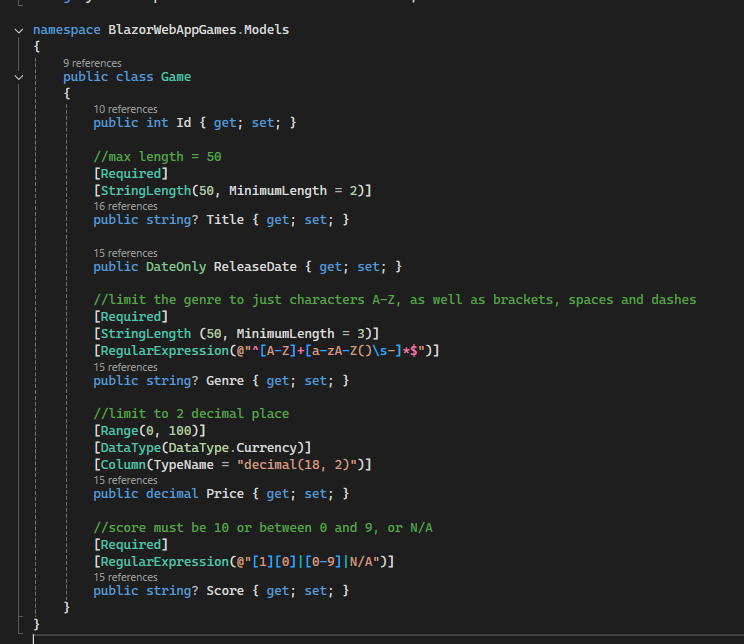 namespace BlazorWebAppGames.Models
{
9 references
public class Game
{
10 references
public int Id { get; set; }
//max length = 50
[Required]
[StringLength(50, MinimumLength = 2)]
16 references
public string? Title { get; set; }
15 references
public DateOnly ReleaseDate { get; set; }
//limit the genre to just characters A-Z, as well as brackets, spaces and dashes
[Required]
[StringLength (50, MinimumLength = 3)]
[RegularExpression(@"^[A-Z]+[a-zA-Z()\s-]*$")]
15 references
public string? Genre { get; set; }
//limit to 2 decimal place
[Range(0, 100)]
[DataType(DataType.Currency)]
[Column(TypeName = "decimal(18, 2)")]
15 references
public decimal Price { get; set; }
//score must be 10 or between 0 and 9, or N/A
[Required]
[RegularExpression(@"[1][0]|[0-9]|N/A")]
15 references
public string? Score { get; set; }
}
}